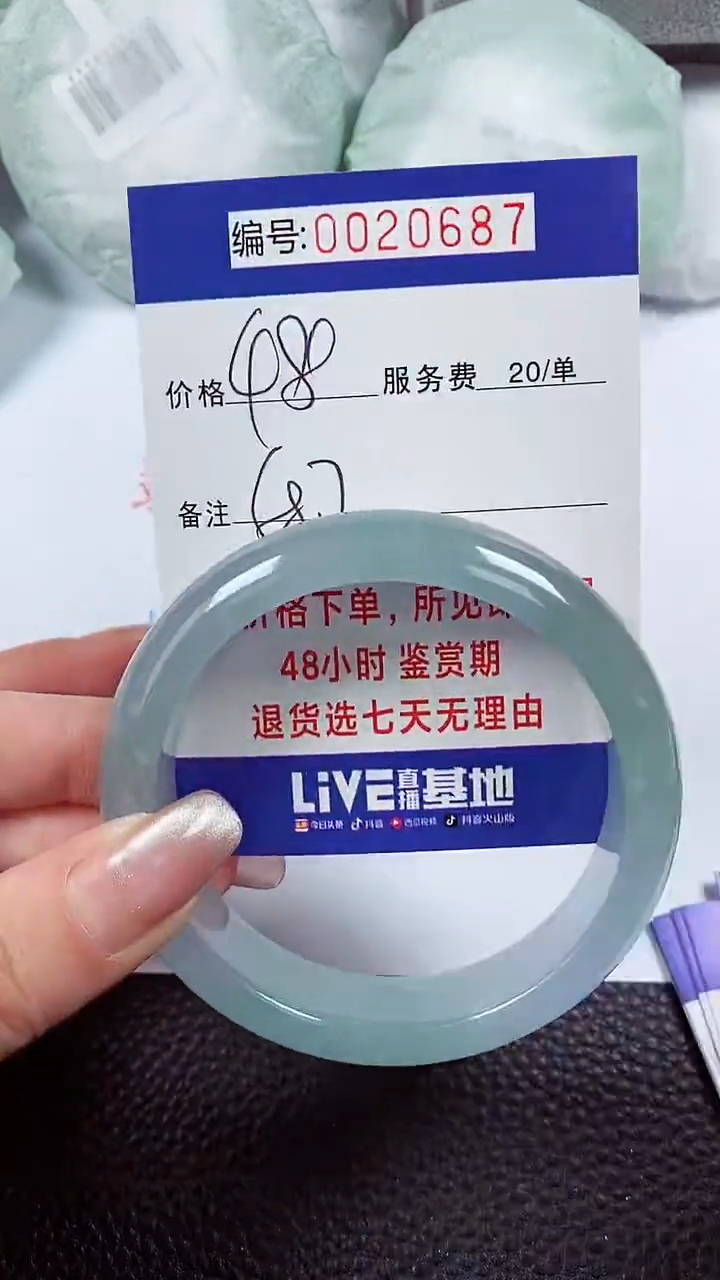 编号:0020687
价格 98 服务费 20/单
备注
价格下单，所见
48小时 鉴赏期
退货选七天无理由
LiVE直播基地
今日头条 抖音 西瓜视频 抖音火山版